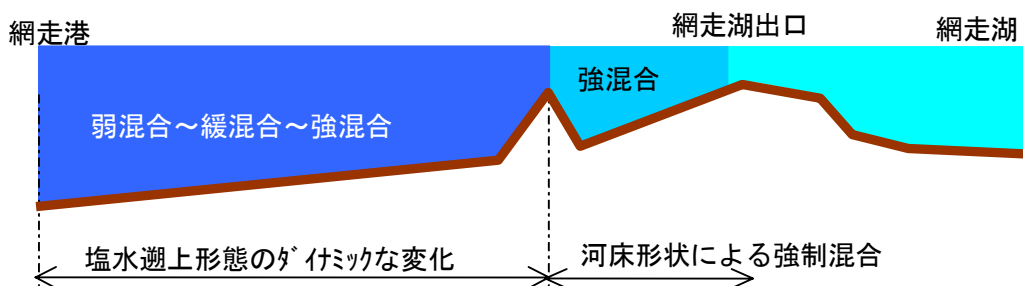 網走港
網走湖出口
網走湖
強混合
弱混合~緩混合~強混合
塩水遡上形態のﾀﾞｲﾅﾐｯｸな変化
河床形状による強制混合